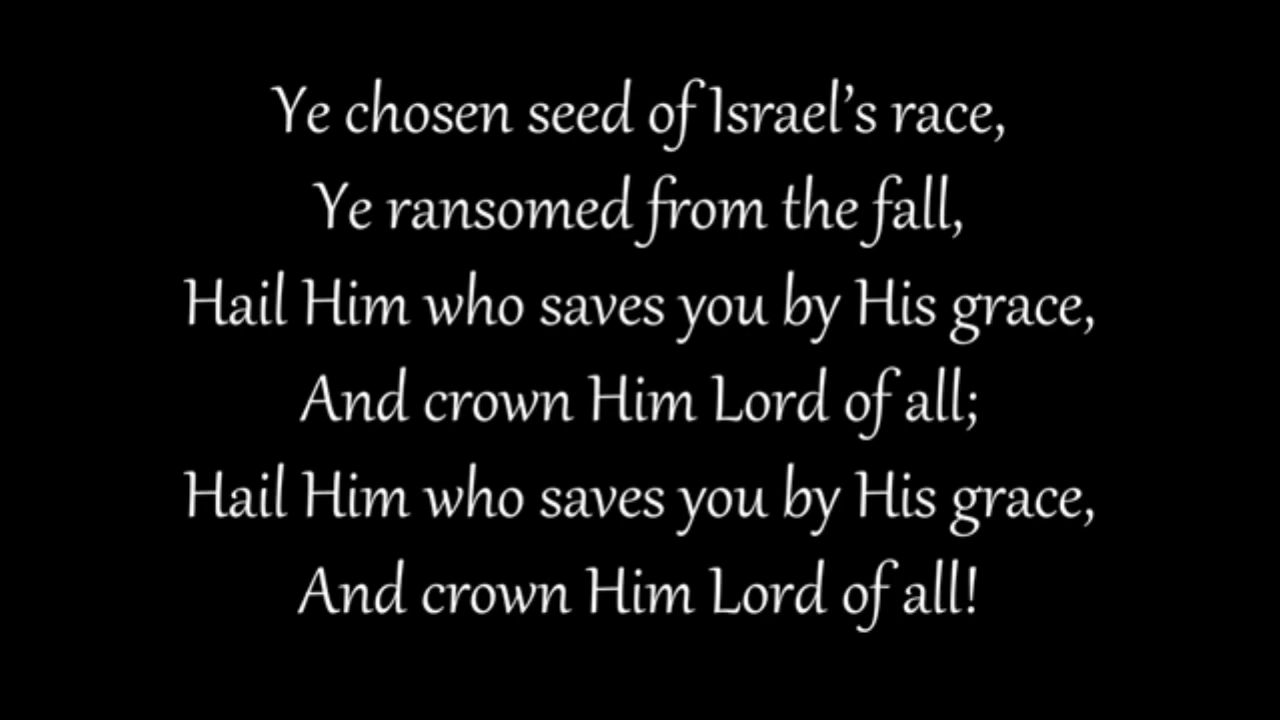 Ye chosen seed of Israel’s race,
Ye ransomed from the fall,
Hail Him who saves you by His grace,
And crown Him Lord of all;
Hail Him who saves you by His grace,
And crown Him Lord of all!